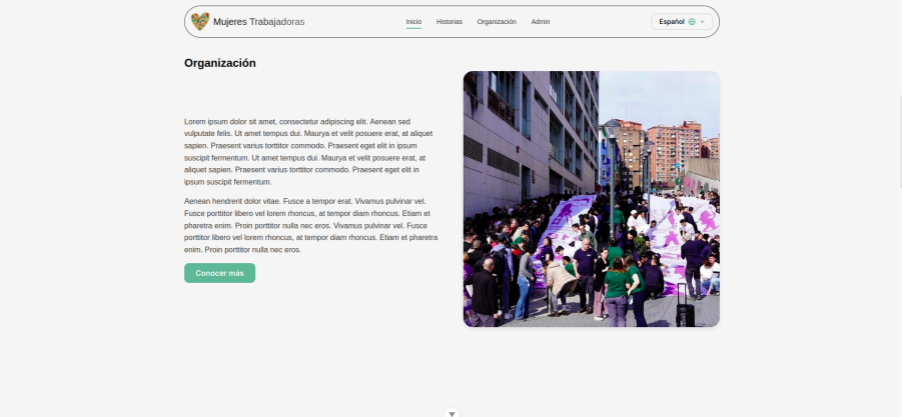 Mujeres Trabajadoras
Inicio
Historias
Organización
Admin
Español
Organización
Lorem ipsum dolor sit amet, consectetur adipiscing elit. Aenean sed
vulputate felis. Ut amet tempus dui. Maurya et velit posuere erat, at aliquet
sapien. Praesent varius torttitor commodo. Praesent eget elit in ipsum
suscipit fermentum. Ut amet tempus dui. Maurya et velit posuere erat, at
aliquet sapien. Praesent varius torttitor commodo. Praesent eget elit in
ipsum suscipit fermentum.
Aenean hendrerit dolor vitae. Fusce a tempor erat. Vivamus pulvinar vel.
Fusce porttitor libero vel lorem rhoncus, at tempor diam rhoncus. Etiam et
pharetra enim. Proin porttitor nulla nec eros. Vivamus pulvinar vel. Fusce
porttitor libero vel lorem rhoncus, at tempor diam rhoncus. Etiam et pharetra
enim. Proin porttitor nulla nec eros.
Conocer más